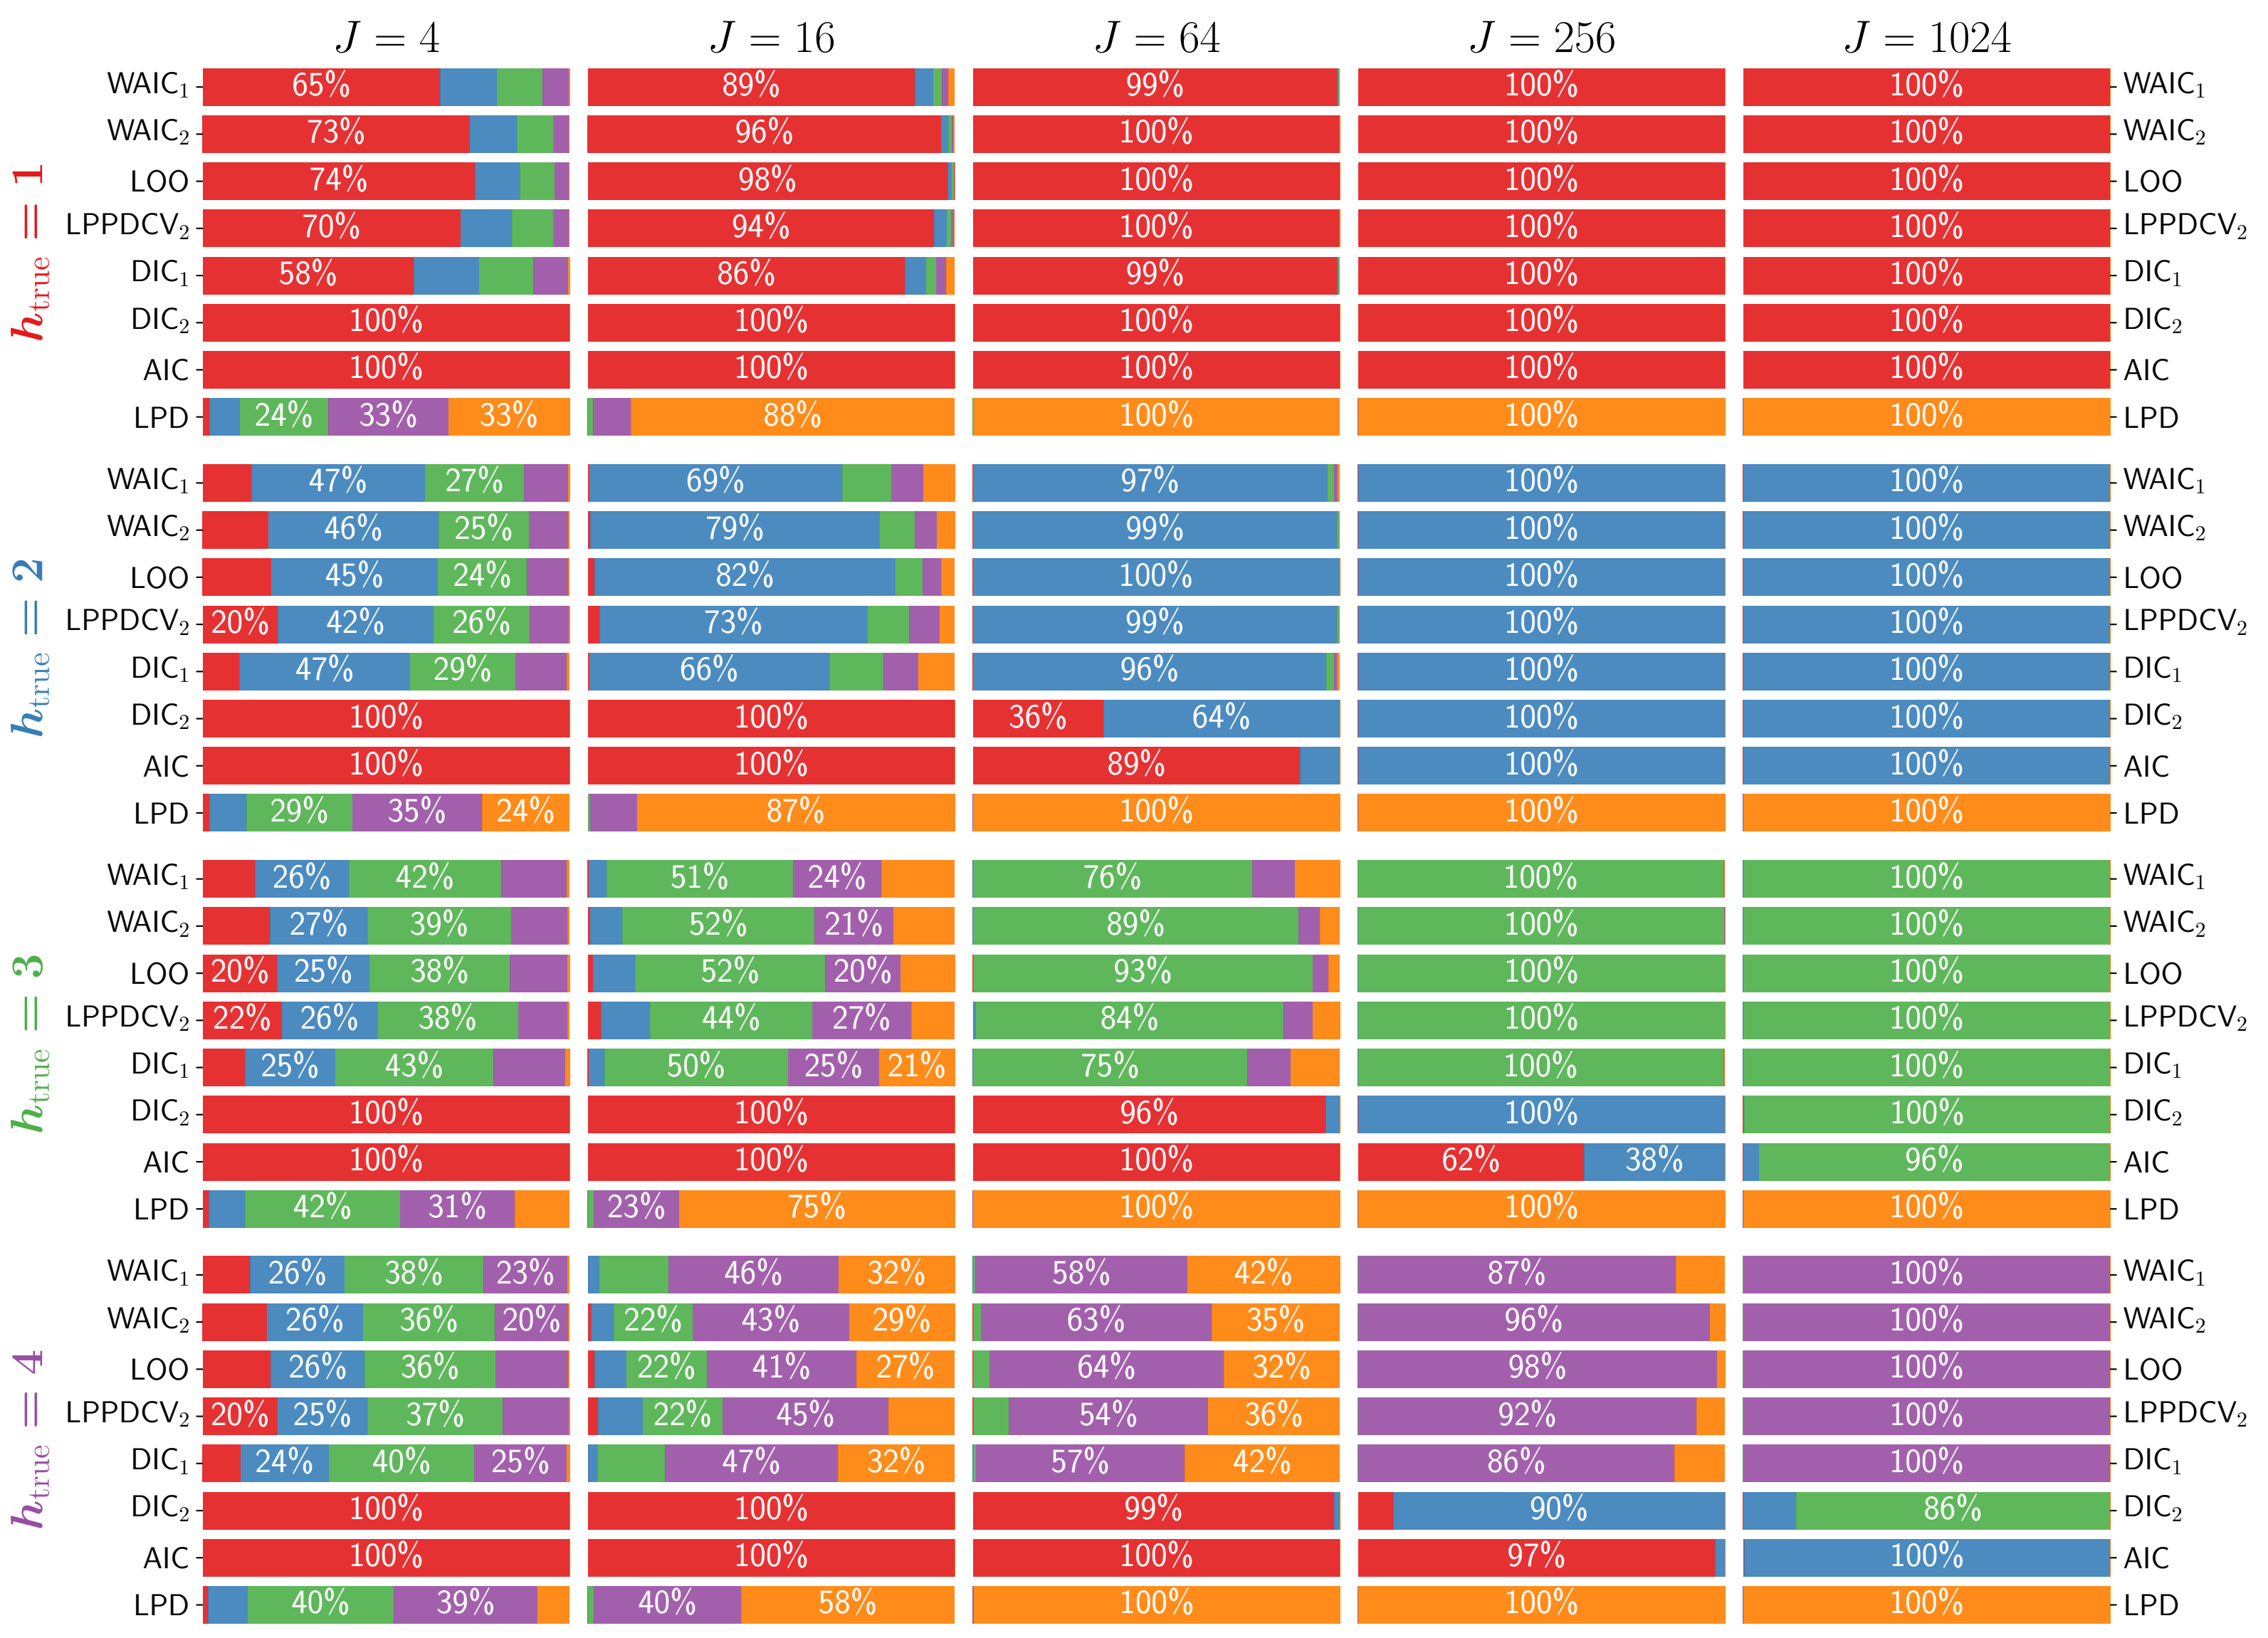 J = 4 J = 16 J = 64 J = 256 J = 1024
h_true = 1
WAIC₁ 65% 89% 99% 100% 100% WAIC₁
WAIC₂ 73% 96% 100% 100% 100% WAIC₂
LOO 74% 98% 100% 100% 100% LOO
LPPDCV₂ 70% 94% 100% 100% 100% LPPDCV₂
DIC₁ 58% 86% 99% 100% 100% DIC₁
DIC₂ 100% 100% 100% 100% 100% DIC₂
AIC 100% 100% 100% 100% 100% AIC
LPD 24% 33% 33% 88% 100% 100% 100% LPD
h_true = 2
WAIC₁ 47% 27% 69% 97% 100% 100% WAIC₁
WAIC₂ 46% 25% 79% 99% 100% 100% WAIC₂
LOO 45% 24% 82% 100% 100% 100% LOO
LPPDCV₂ 20% 42% 26% 73% 99% 100% 100% LPPDCV₂
DIC₁ 47% 29% 66% 96% 100% 100% DIC₁
DIC₂ 100% 100% 36% 64% 100% 100% DIC₂
AIC 100% 100% 89% 100% 100% AIC
LPD 29% 35% 24% 87% 100% 100% 100% LPD
h_true = 3
WAIC₁ 26% 42% 51% 24% 76% 100% 100% WAIC₁
WAIC₂ 27% 39% 52% 21% 89% 100% 100% WAIC₂
LOO 20% 25% 38% 52% 20% 93% 100% 100% LOO
LPPDCV₂ 22% 26% 38% 44% 27% 84% 100% 100% LPPDCV₂
DIC₁ 25% 43% 50% 25% 21% 75% 100% 100% DIC₁
DIC₂ 100% 100% 96% 100% 100% DIC₂
AIC 100% 100% 100% 62% 38% 96% AIC
LPD 42% 31% 23% 75% 100% 100% 100% LPD
h_true = 4
WAIC₁ 26% 38% 23% 46% 32% 58% 42% 87% 100% WAIC₁
WAIC₂ 26% 36% 20% 22% 43% 29% 63% 35% 96% 100% WAIC₂
LOO 26% 36% 22% 41% 27% 64% 32% 98% 100% LOO
LPPDCV₂ 20% 25% 37% 22% 45% 54% 36% 92% 100% LPPDCV₂
DIC₁ 24% 40% 25% 47% 32% 57% 42% 86% 100% DIC₁
DIC₂ 100% 100% 99% 90% 86% DIC₂
AIC 100% 100% 100% 97% 100% AIC
LPD 40% 39% 40% 58% 100% 100% 100% LPD